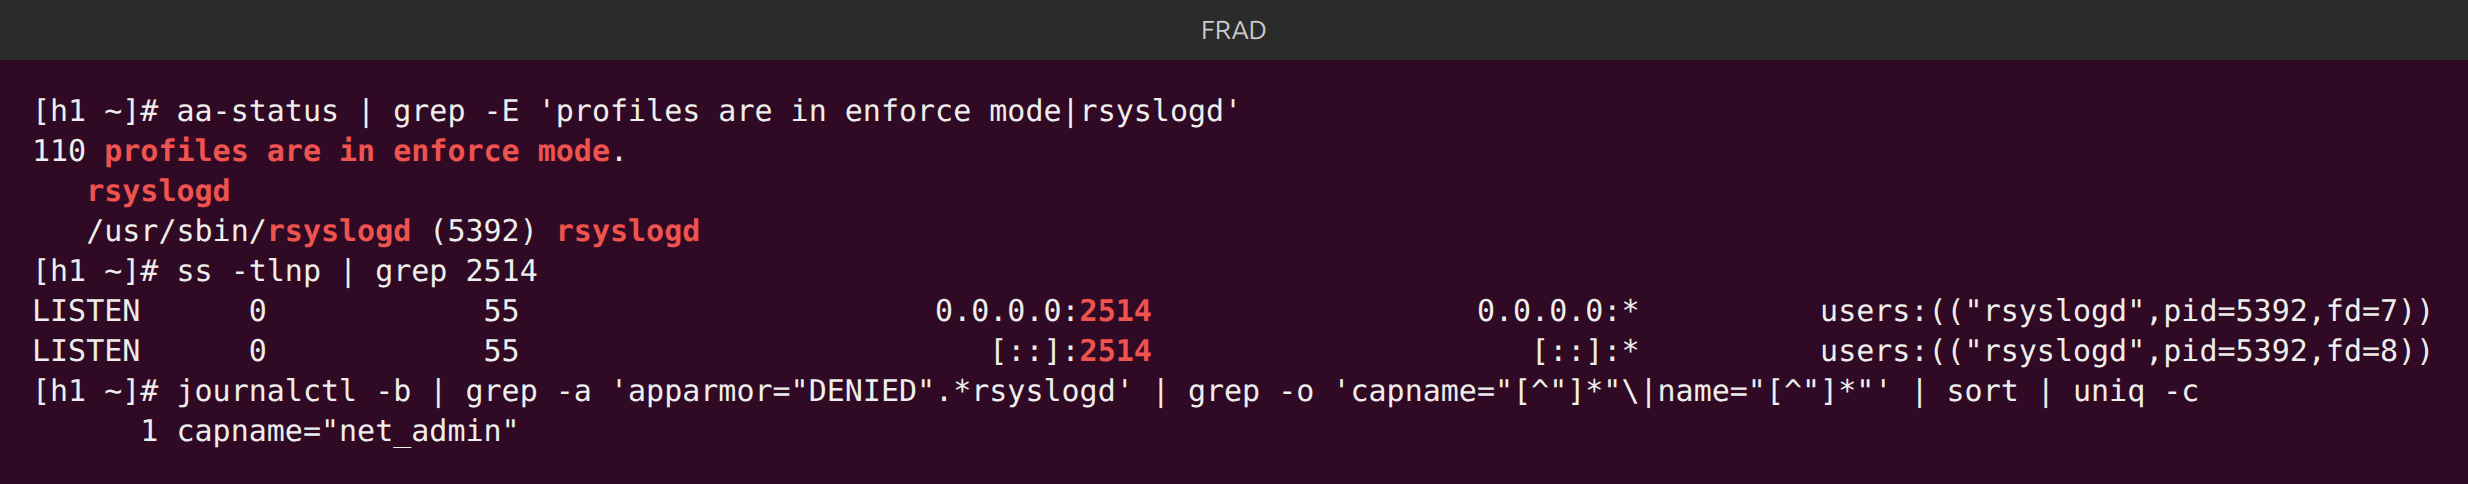 FRAD
[h1 ~]# aa-status | grep -E 'profiles are in enforce mode|rsyslogd'
110 profiles are in enforce mode.
   rsyslogd
   /usr/sbin/rsyslogd (5392) rsyslogd
[h1 ~]# ss -tlnp | grep 2514
LISTEN      0            55                       0.0.0.0:2514                  0.0.0.0:*          users:(("rsyslogd",pid=5392,fd=7))
LISTEN      0            55                          [::]:2514                     [::]:*          users:(("rsyslogd",pid=5392,fd=8))
[h1 ~]# journalctl -b | grep -a 'apparmor="DENIED".*rsyslogd' | grep -o 'capname="[^"]*"\|name="[^"]*"' | sort | uniq -c
      1 capname="net_admin"